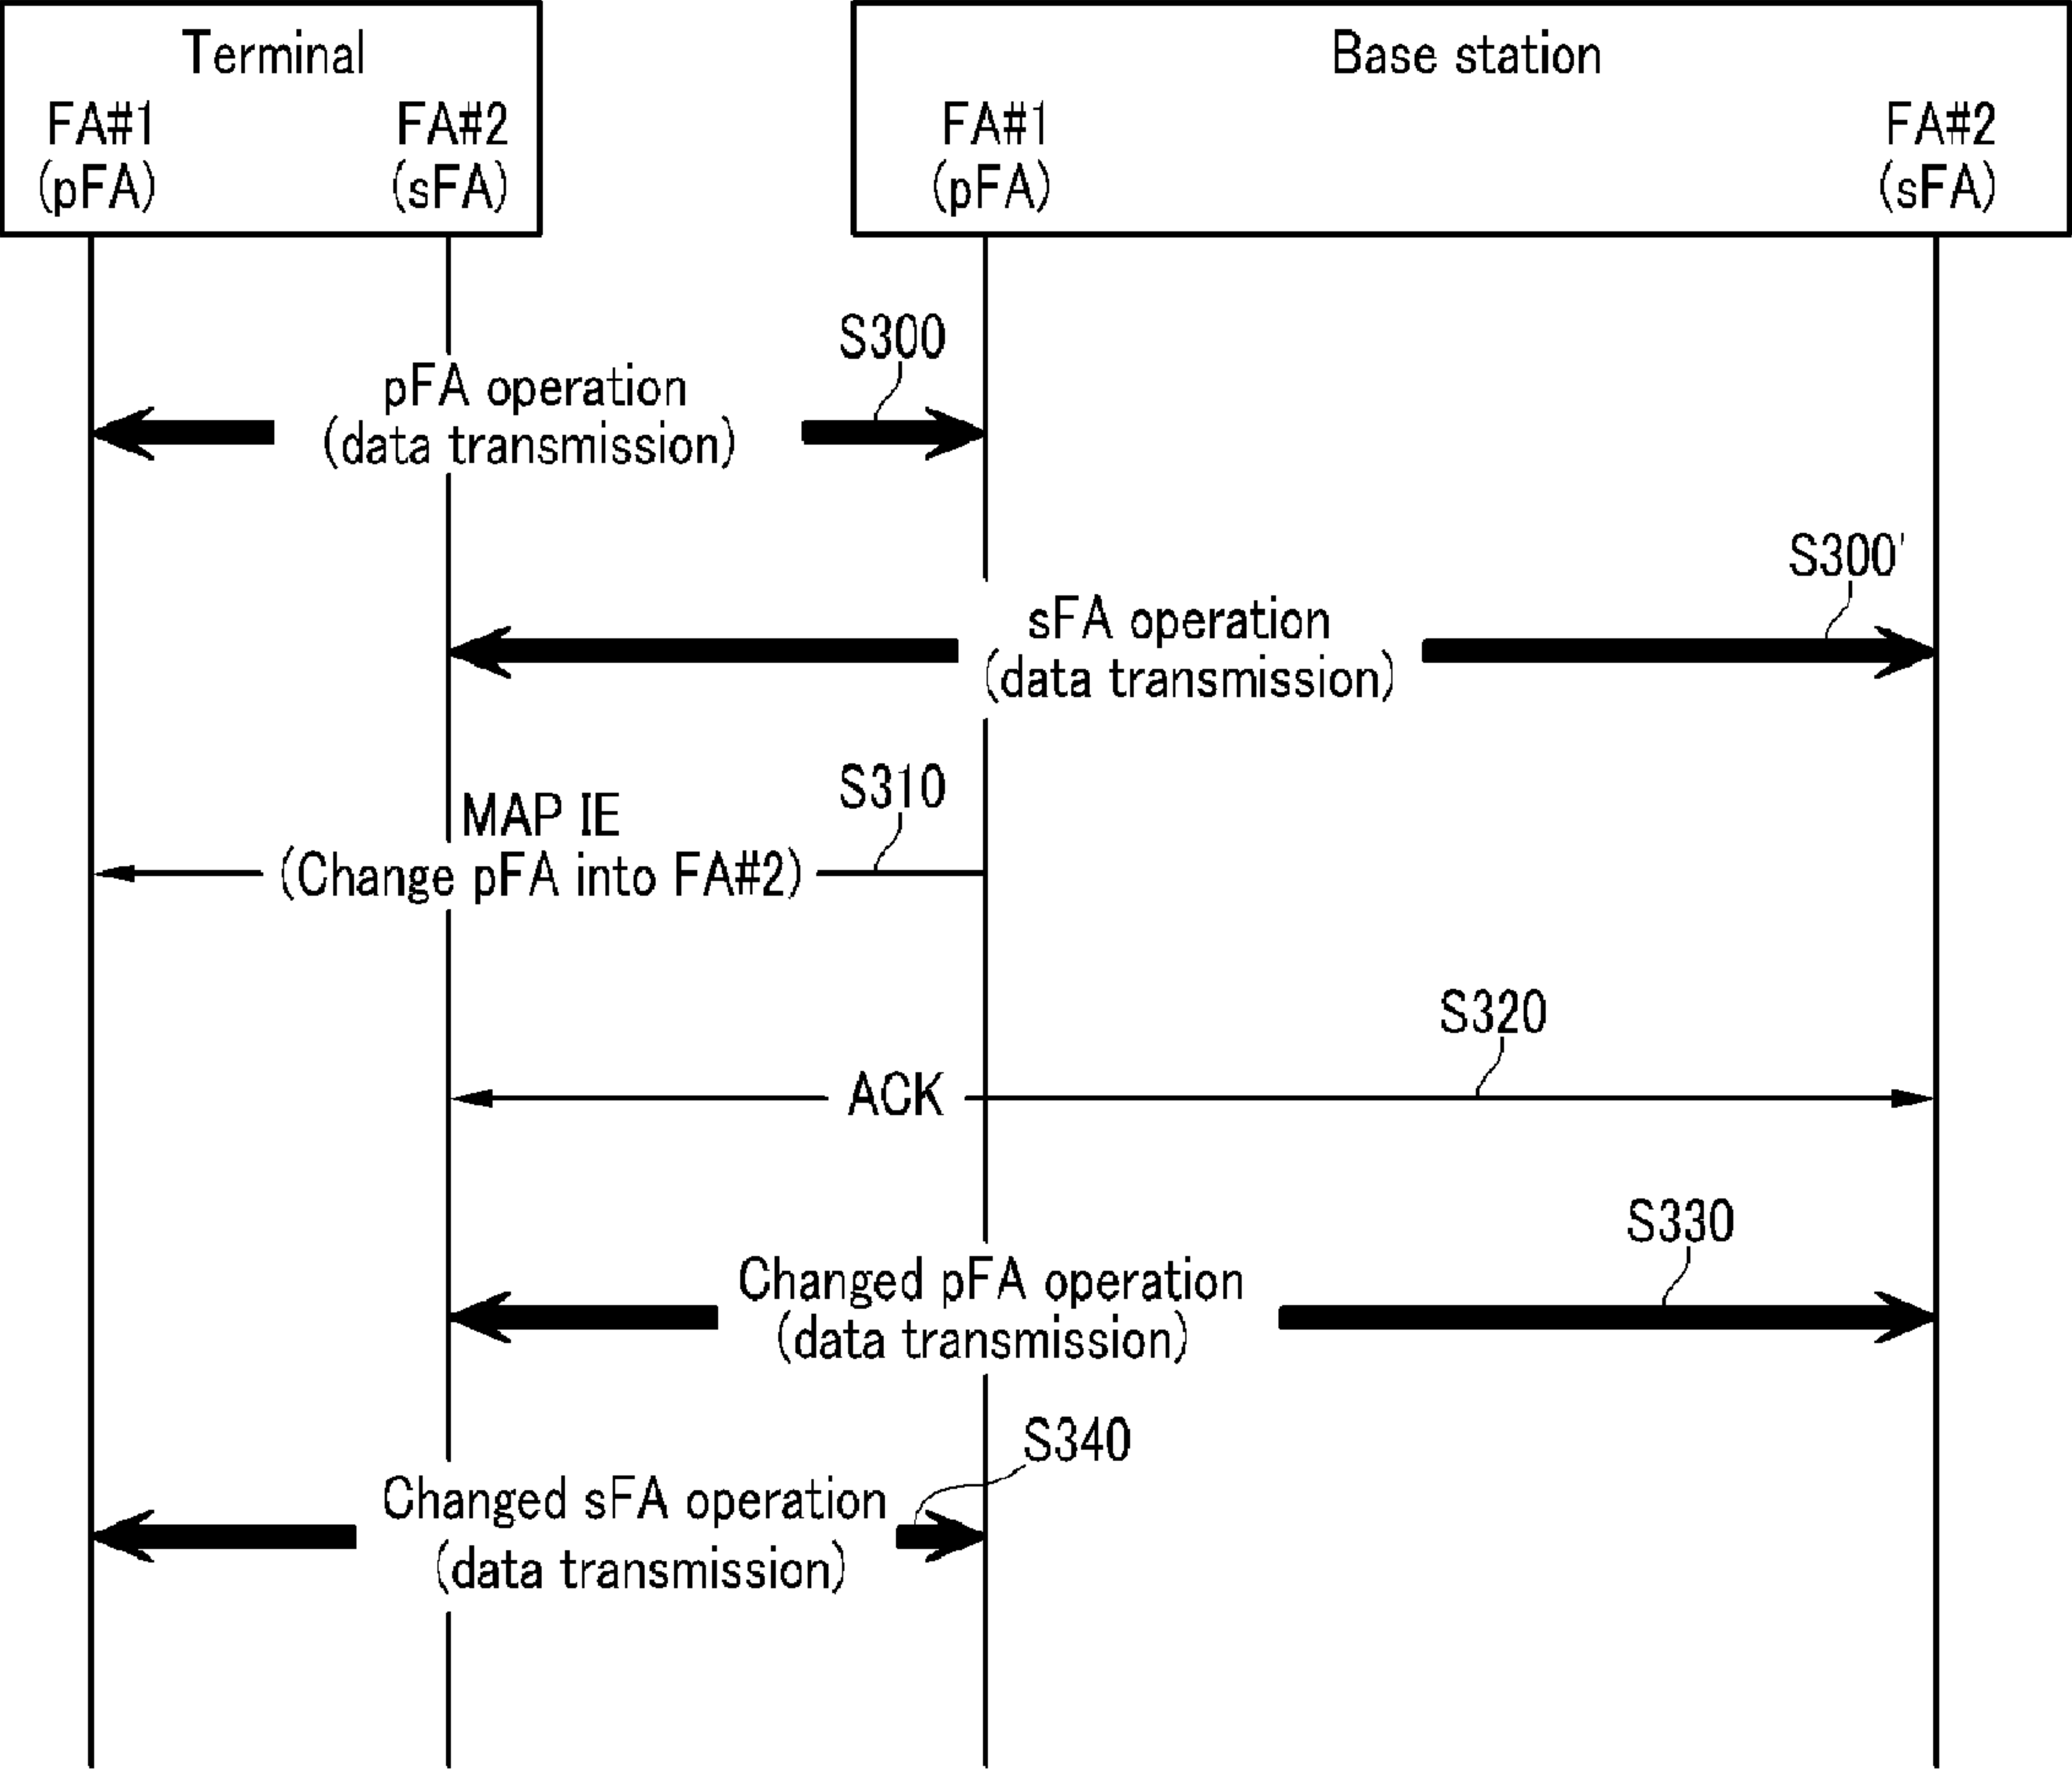 Terminal
Base station
FA#1
FA#2
FA#1
FA#2
(pFA)
(sFA)
(pFA)
(sFA)
S300
pFA operation
(data transmission)
S300'
sFA operation
(data transmission)
S310
MAP IE
(Change pFA into FA#2)
S320
ACK
S330
Changed pFA operation
(data transmission)
S340
Changed sFA operation
(data transmission)